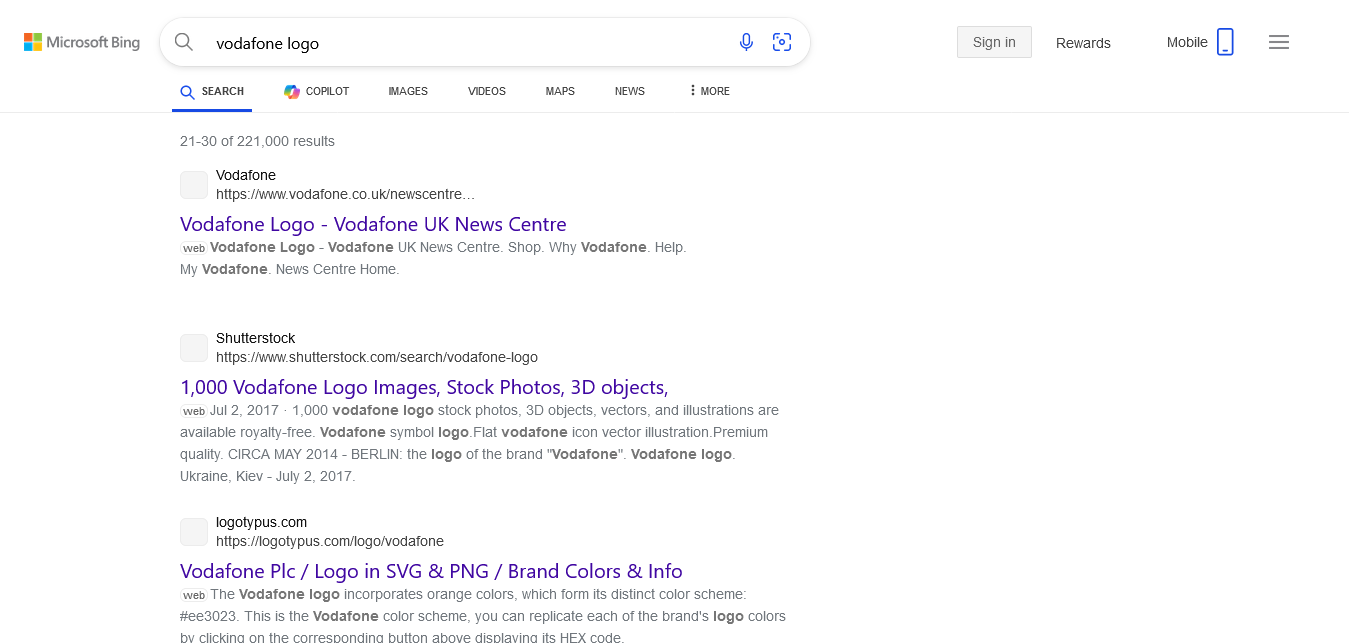 Microsoft Bing
vodafone logo
Sign in
Rewards
Mobile
SEARCH
COPILOT
IMAGES
VIDEOS
MAPS
NEWS
MORE
21-30 of 221,000 results
Vodafone
https://www.vodafone.co.uk/newscentre…
Vodafone Logo - Vodafone UK News Centre
web Vodafone Logo - Vodafone UK News Centre. Shop. Why Vodafone. Help.
My Vodafone. News Centre Home.
Shutterstock
https://www.shutterstock.com/search/vodafone-logo
1,000 Vodafone Logo Images, Stock Photos, 3D objects,
web Jul 2, 2017 · 1,000 vodafone logo stock photos, 3D objects, vectors, and illustrations are
available royalty-free. Vodafone symbol logo.Flat vodafone icon vector illustration.Premium
quality. CIRCA MAY 2014 - BERLIN: the logo of the brand "Vodafone". Vodafone logo.
Ukraine, Kiev - July 2, 2017.
logotypus.com
https://logotypus.com/logo/vodafone
Vodafone Plc / Logo in SVG & PNG / Brand Colors & Info
web The Vodafone logo incorporates orange colors, which form its distinct color scheme:
#ee3023. This is the Vodafone color scheme, you can replicate each of the brand's logo colors
by clicking on the corresponding button above displaying its HEX code.